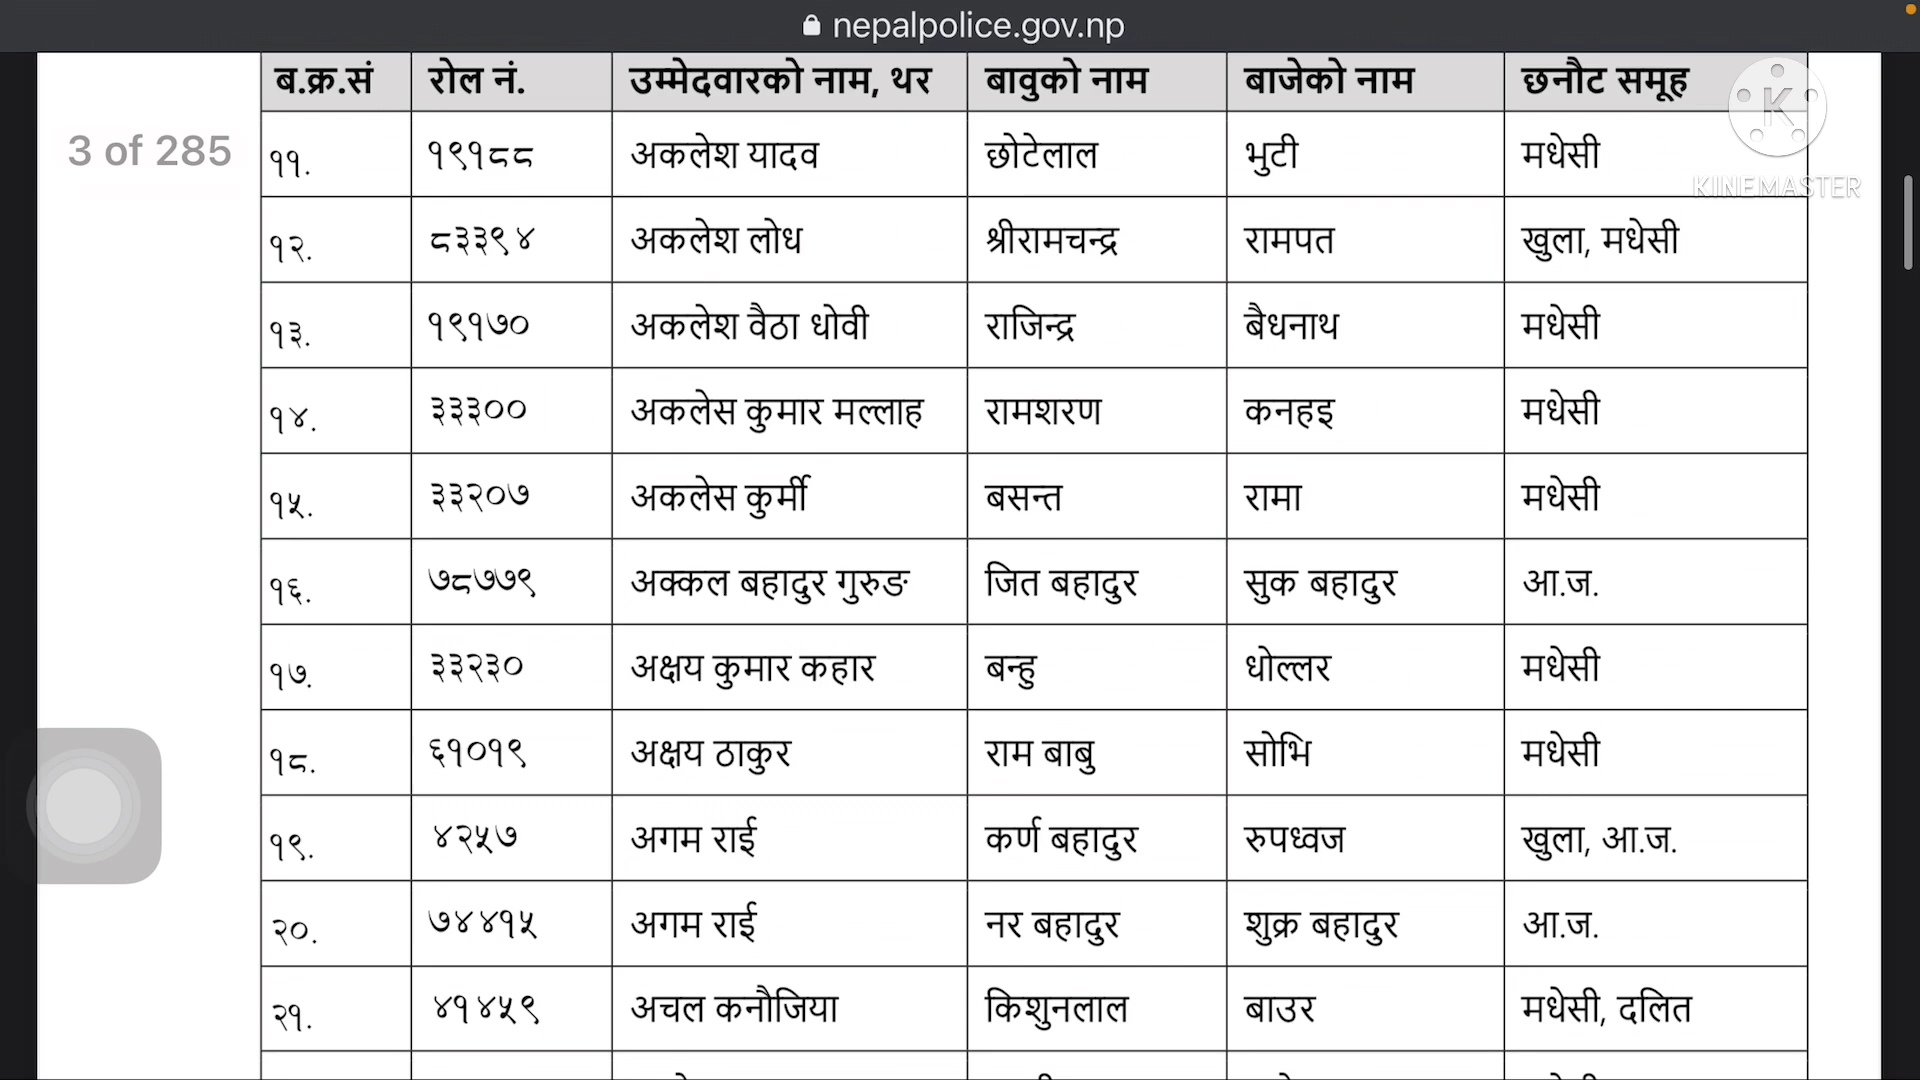 nepalpolice.gov.np
ब.क्र.सं रोल नं. उम्मेदवारको नाम, थर बावुको नाम बाजेको नाम छनौट समूह
3 of 285
११. १९१८८ अकलेश यादव छोटेलाल भुटी मधेसी
KINEMASTER
१२. ८३३९४ अकलेश लोध श्रीरामचन्द्र रामपत खुला, मधेसी
१३. १९१७० अकलेश वैठा धोवी राजिन्द्र बैधनाथ मधेसी
१४. ३३३०० अकलेस कुमार मल्लाह रामशरण कनहइ मधेसी
१५. ३३२०७ अकलेस कुर्मी बसन्त रामा मधेसी
१६. ७८७७९ अक्कल बहादुर गुरुङ जित बहादुर सुक बहादुर आ.ज.
१७. ३३२३० अक्षय कुमार कहार बन्हु धोल्लर मधेसी
१८. ६१०१९ अक्षय ठाकुर राम बाबु सोभि मधेसी
१९. ४२५७ अगम राई कर्ण बहादुर रुपध्वज खुला, आ.ज.
२०. ७४४१५ अगम राई नर बहादुर शुक्र बहादुर आ.ज.
२१. ४१४५९ अचल कनौजिया किशुनलाल बाउर मधेसी, दलित